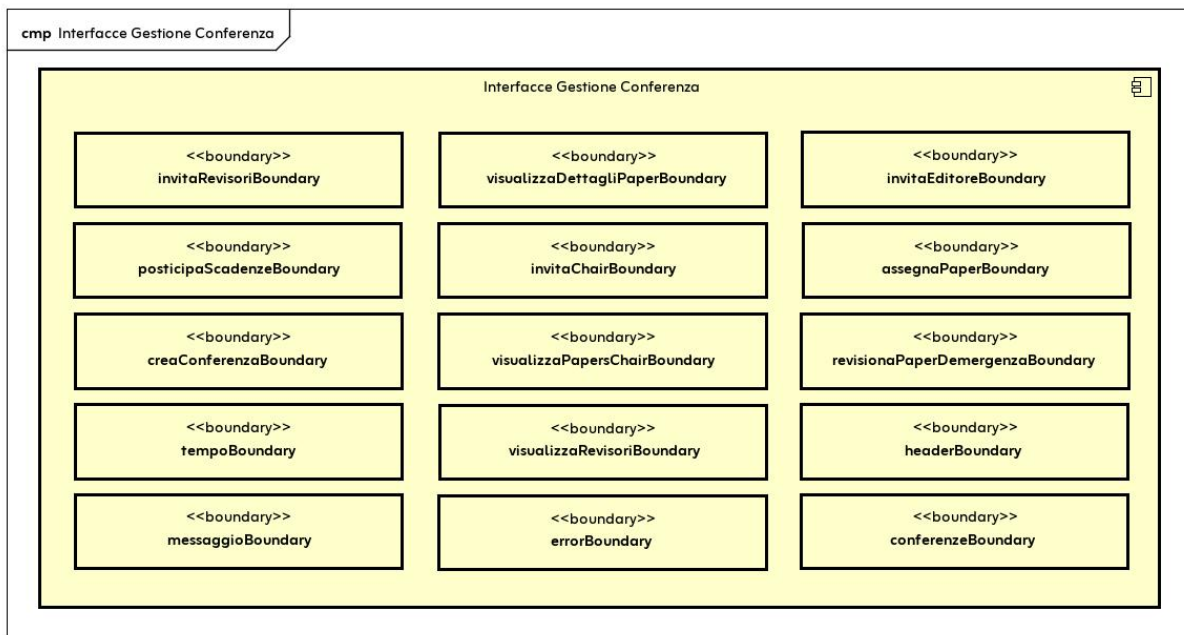 cmp Interfacce Gestione Conferenza
Interfacce Gestione Conferenza
<<boundary>>
invitaRevisoriBoundary
<<boundary>>
visualizzaDettagliPaperBoundary
<<boundary>>
invitaEditoreBoundary
<<boundary>>
posticipaScadenzeBoundary
<<boundary>>
invitaChairBoundary
<<boundary>>
assegnaPaperBoundary
<<boundary>>
creaConferenzaBoundary
<<boundary>>
visualizzaPapersChairBoundary
<<boundary>>
revisionaPaperDemergenzaBoundary
<<boundary>>
tempoBoundary
<<boundary>>
visualizzaRevisoriBoundary
<<boundary>>
headerBoundary
<<boundary>>
messaggioBoundary
<<boundary>>
errorBoundary
<<boundary>>
conferenzeBoundary